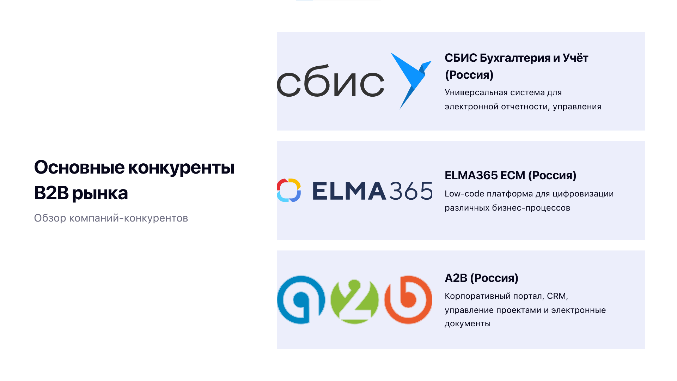 Основные конкуренты
B2B рынка
Обзор компаний-конкурентов
сбис
СБИС Бухгалтерия и Учёт
(Россия)
Универсальная система для
электронной отчетности, управления
ELMA365
ELMA365 ECM (Россия)
Low-code платформа для цифровизации
различных бизнес-процессов
a2b
A2B (Россия)
Корпоративный портал, CRM,
управление проектами и электронные
документы